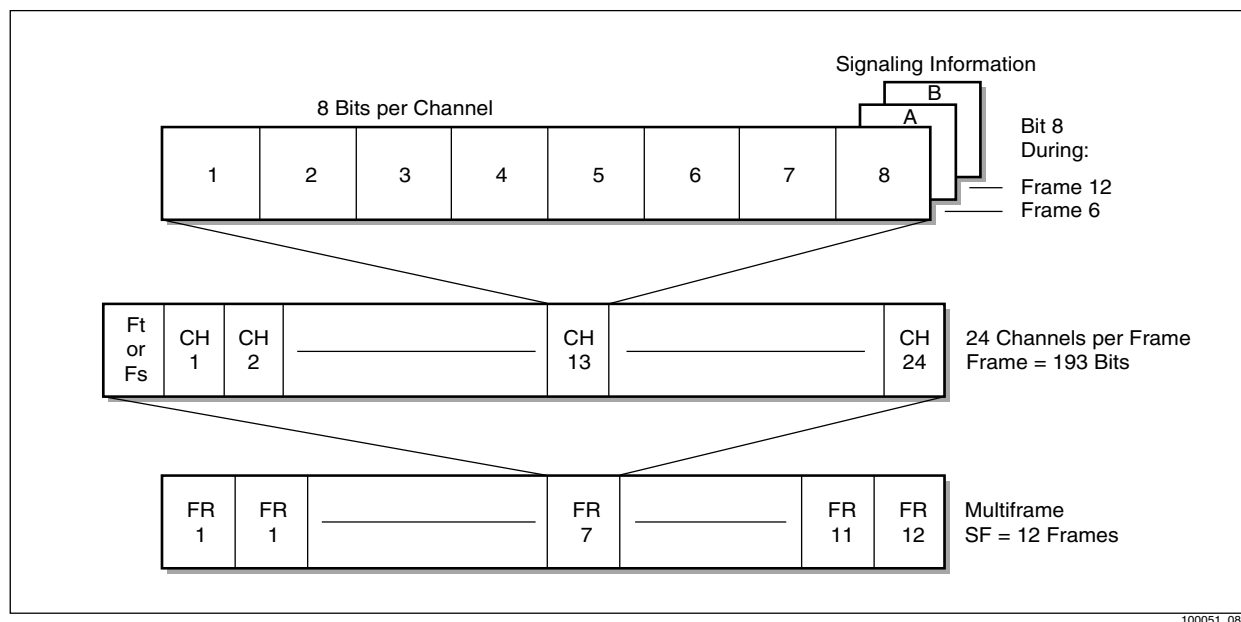 Signaling Information
8 Bits per Channel
B
A
1 2 3 4 5 6 7 8
Bit 8
During:
Frame 12
Frame 6
Ft
or
Fs
CH
1
CH
2
CH
13
CH
24
24 Channels per Frame
Frame = 193 Bits
FR
1
FR
1
FR
7
FR
11
FR
12
Multiframe
SF = 12 Frames
100051_08